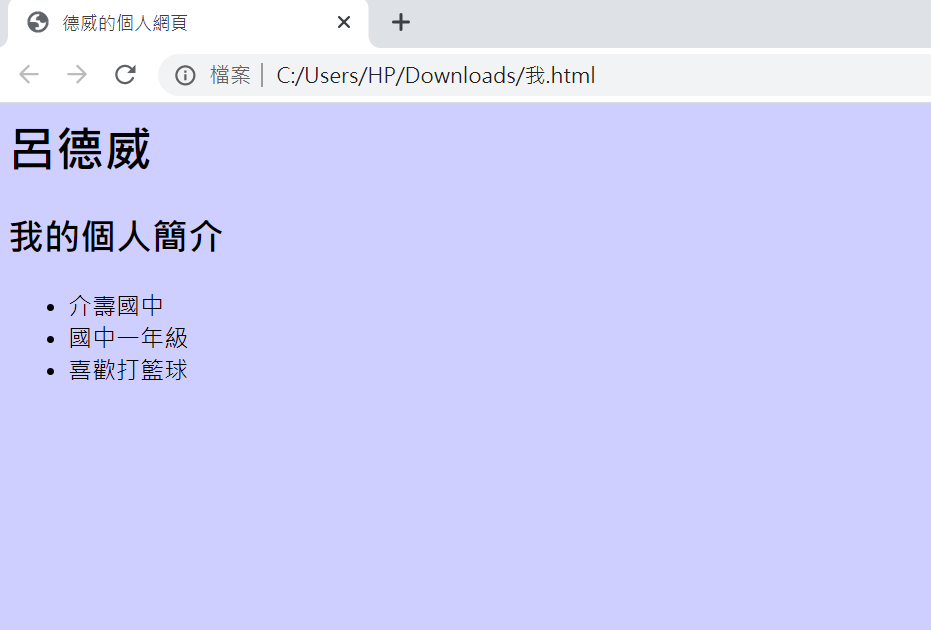 德威的個人網頁
檔案 | C:/Users/HP/Downloads/我.html
呂德威
我的個人簡介
• 介壽國中
• 國中一年級
• 喜歡打籃球